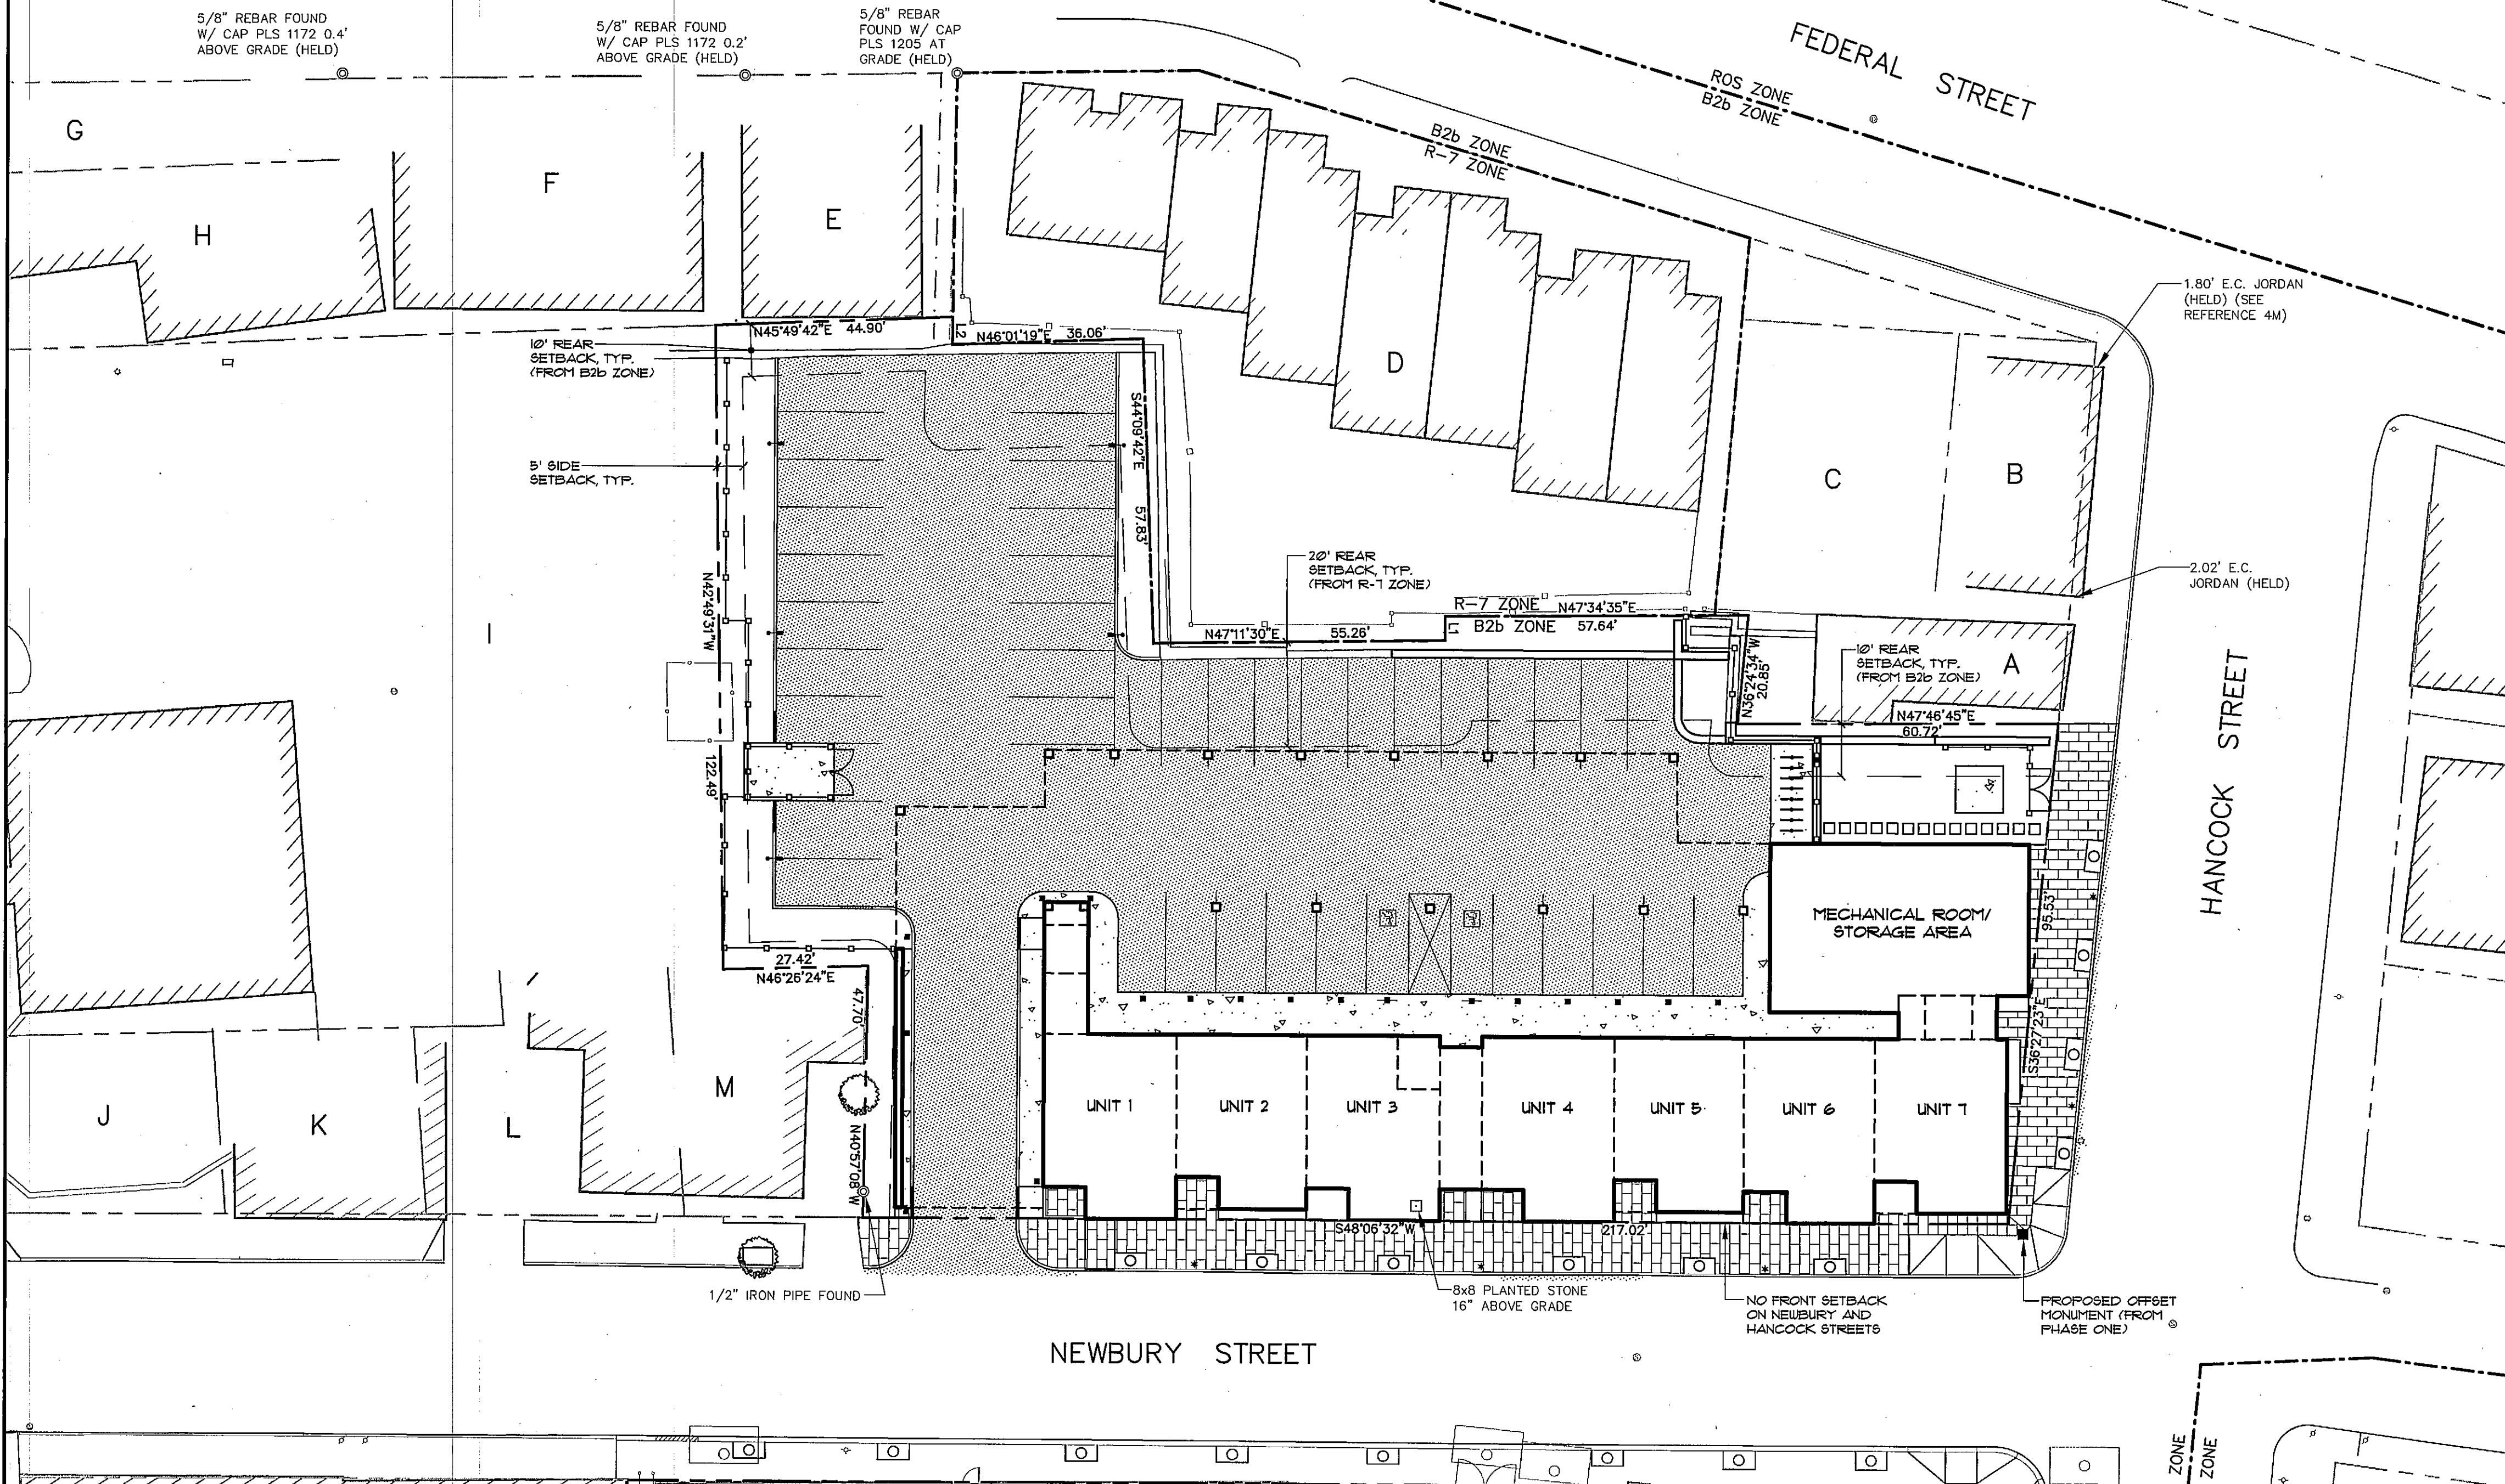 5/8" REBAR FOUND
W/ CAP PLS 1172 0.4'
ABOVE GRADE (HELD)
5/8" REBAR FOUND
W/ CAP PLS 1172 0.2'
ABOVE GRADE (HELD)
5/8" REBAR
FOUND W/ CAP
PLS 1205 AT
GRADE (HELD)
FEDERAL STREET
ROS ZONE
B2b ZONE
B2b ZONE
R-7 ZONE
G
H
F
E
D
C
B
1.80' E.C. JORDAN
(HELD) (SEE
REFERENCE 4M)
N45°49'42"E 44.90'
L2
N46°01'19"E 36.06'
10' REAR
SETBACK, TYP.
(FROM B2b ZONE)
5' SIDE
SETBACK, TYP.
S44°09'42"E
57.83'
20' REAR
SETBACK, TYP.
(FROM R-7 ZONE)
2.02' E.C.
JORDAN (HELD)
N42°49'31"W
122.49'
I
R-7 ZONE
N47°34'35"E
N47°11'30"E
55.26'
L1
B2b ZONE
57.64'
N36°24'34"W
20.85'
10' REAR
SETBACK, TYP.
(FROM B2b ZONE)
A
N47°46'45"E
60.72'
HANCOCK STREET
MECHANICAL ROOM/
STORAGE AREA
95.53'
S36°27'23"E
27.42'
N46°26'24"E
47.70'
N40°57'08"W
J
K
L
M
UNIT 1
UNIT 2
UNIT 3
UNIT 4
UNIT 5
UNIT 6
UNIT 7
S48°06'32"W
217.02'
1/2" IRON PIPE FOUND
8x8 PLANTED STONE
16" ABOVE GRADE
NO FRONT SETBACK
ON NEWBURY AND
HANCOCK STREETS
PROPOSED OFFSET
MONUMENT (FROM
PHASE ONE)
NEWBURY STREET
ZONE
ZONE